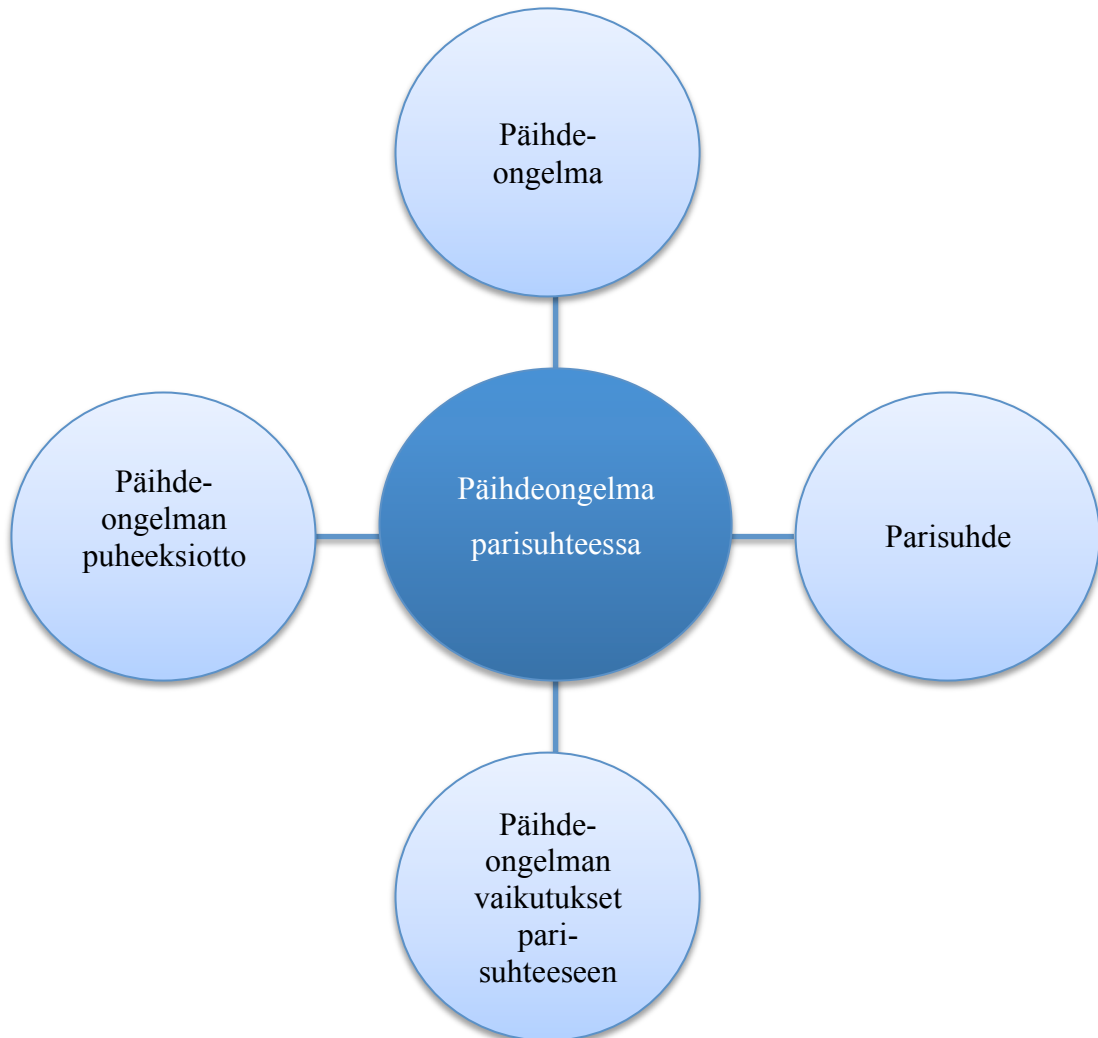 Päihde-
ongelma
Päihde-
ongelman
puheeksiotto
Päihdeongelma
parisuhteessa
Parisuhde
Päihde-
ongelman
vaikutukset
pari-
suhteeseen